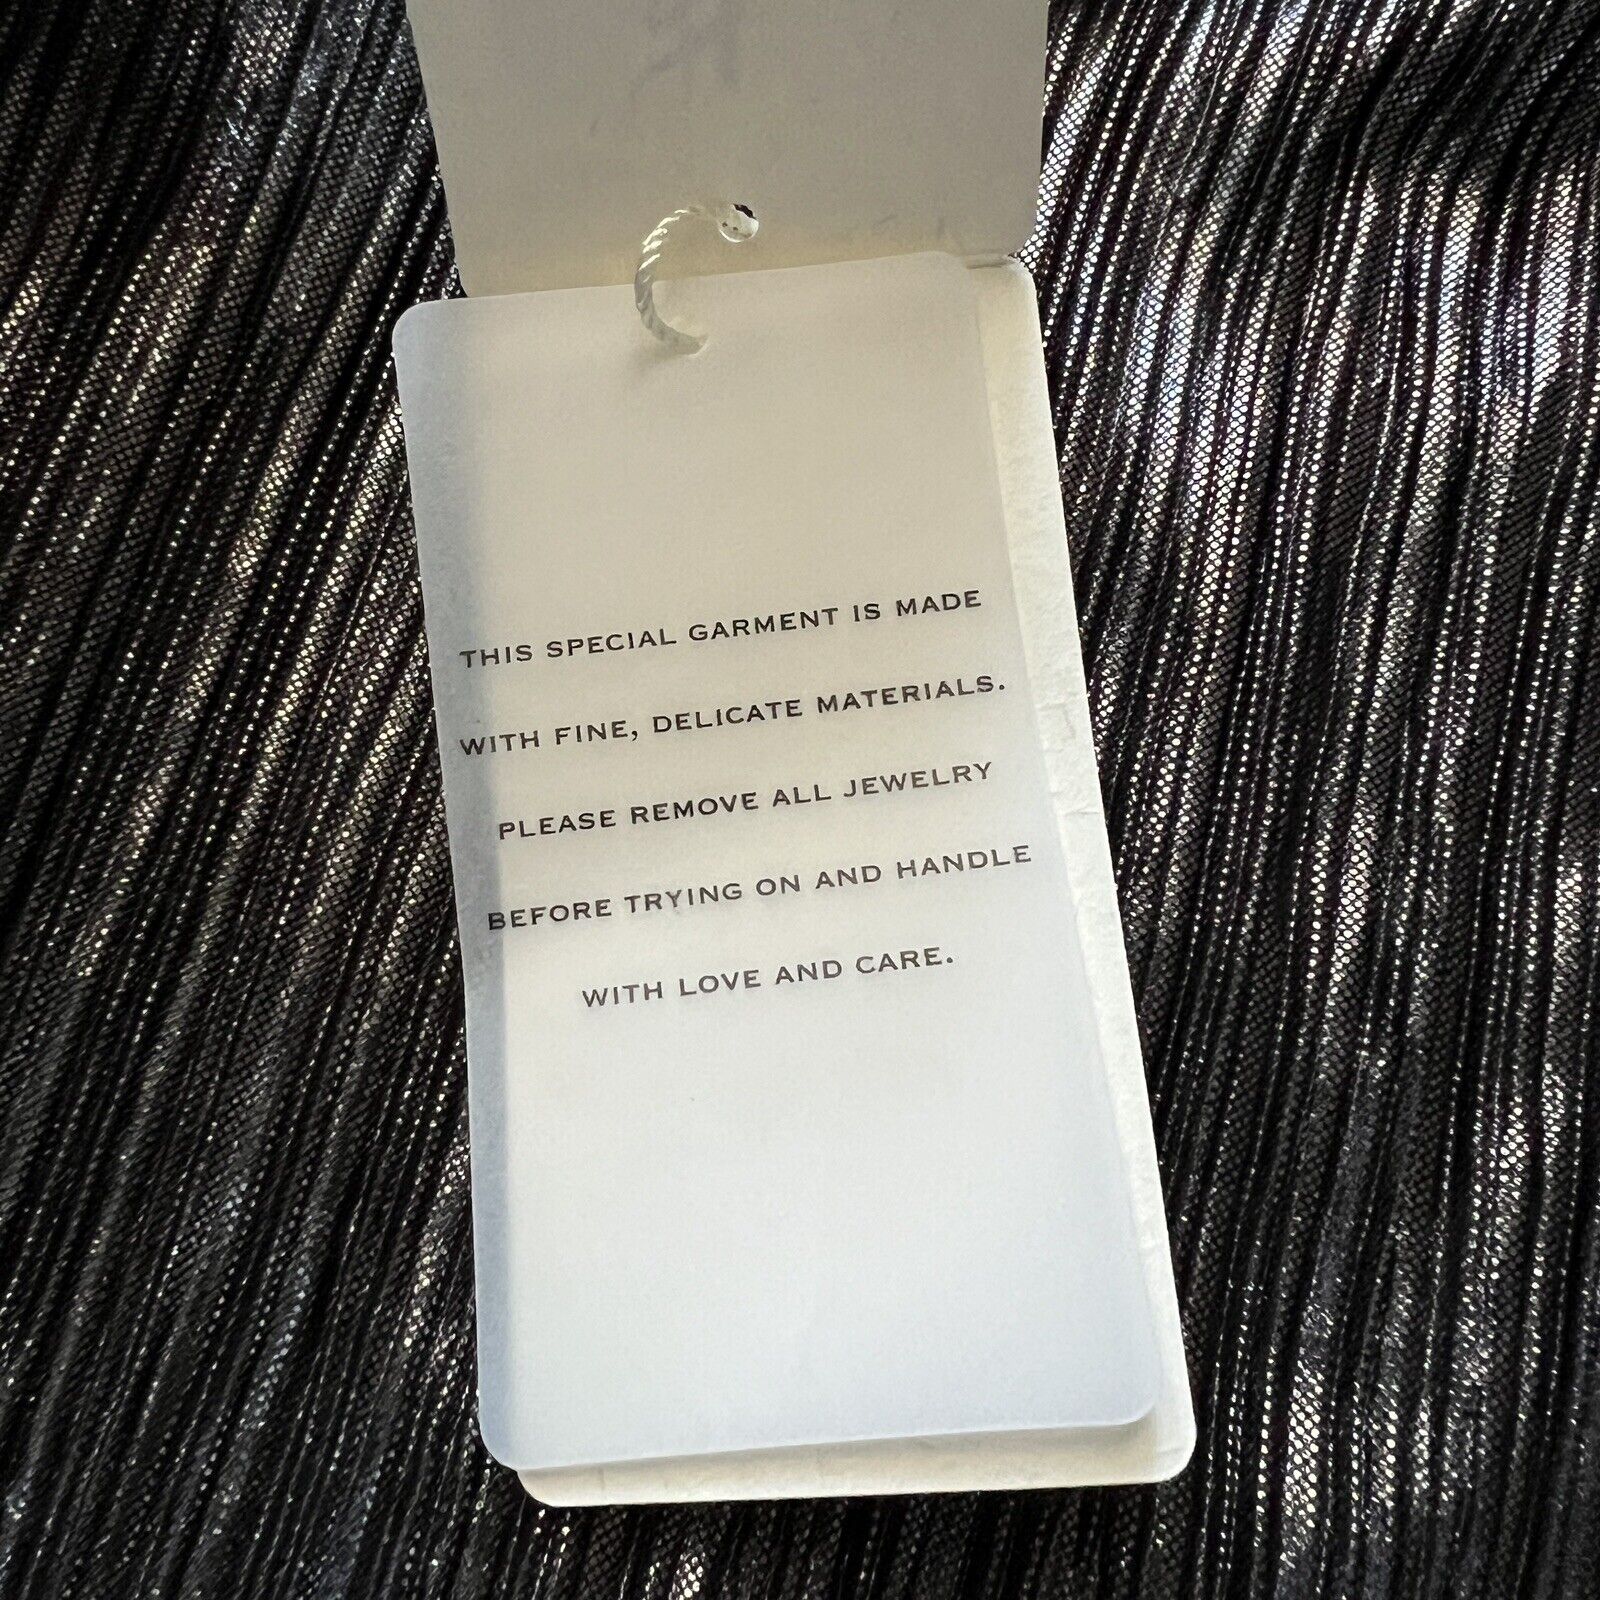 THIS SPECIAL GARMENT IS MADE
WITH FINE, DELICATE MATERIALS.
PLEASE REMOVE ALL JEWELRY
BEFORE TRYING ON AND HANDLE
WITH LOVE AND CARE.